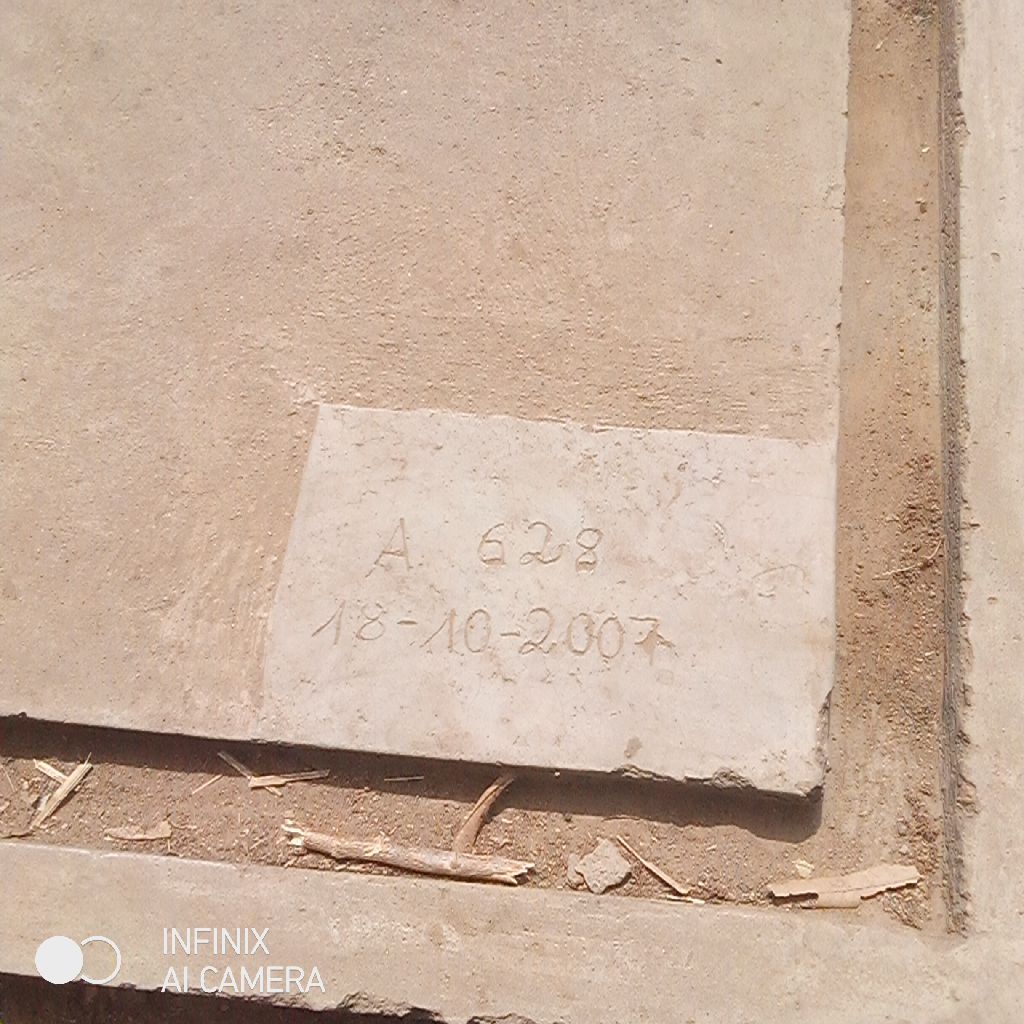 A 628
18-10-2007
INFINIX
AI CAMERA